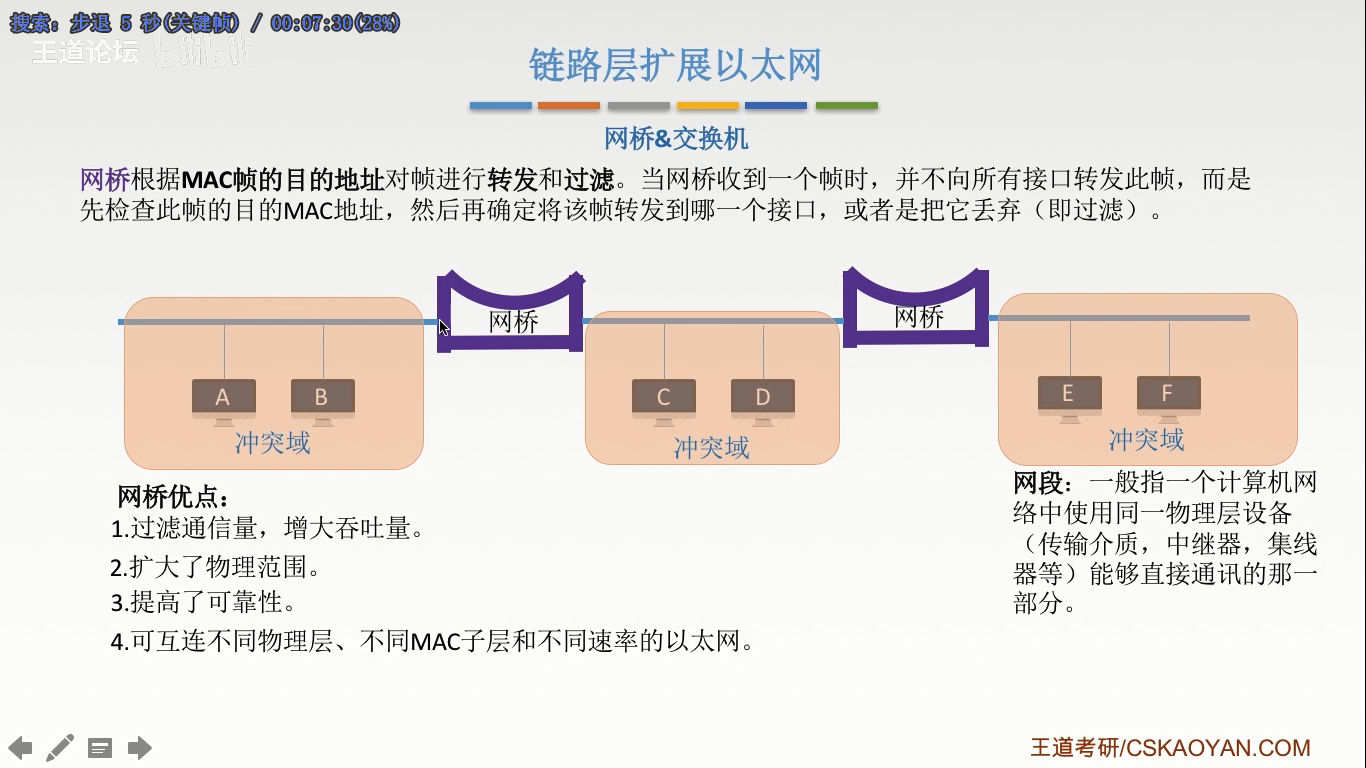 搜索: 步退 5 秒(关键帧) / 00:07:30(28%)
王道论坛 bilibili
链路层扩展以太网
网桥&交换机
网桥根据MAC帧的目的地址对帧进行转发和过滤。当网桥收到一个帧时，并不向所有接口转发此帧，而是
先检查此帧的目的MAC地址，然后再确定将该帧转发到哪一个接口，或者是把它丢弃（即过滤）。
网桥
网桥
A
B
C
D
E
F
冲突域
冲突域
冲突域
网桥优点：
1.过滤通信量，增大吞吐量。
2.扩大了物理范围。
3.提高了可靠性。
4.可互连不同物理层、不同MAC子层和不同速率的以太网。
网段：一般指一个计算机网
络中使用同一物理层设备
（传输介质，中继器，集线
器等）能够直接通讯的那一
部分。
王道考研/CSKAOYAN.COM